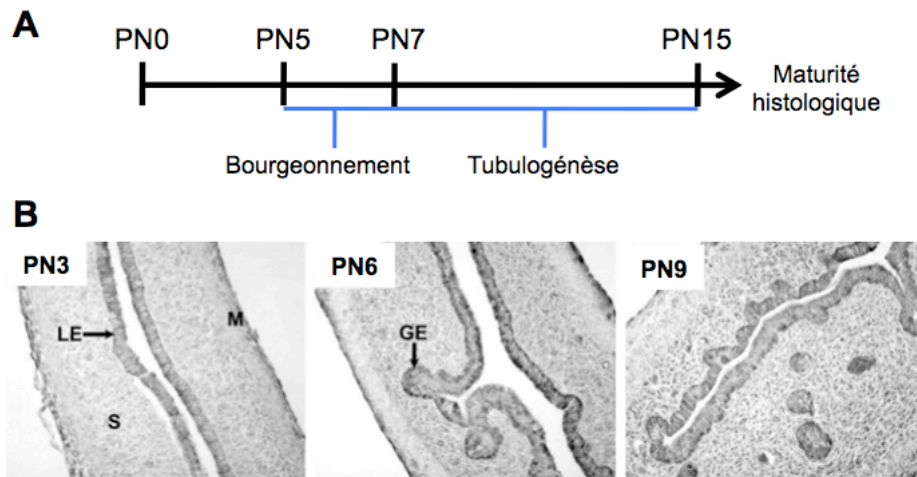 A
PN0 PN5 PN7 PN15
Maturité
histologique
Bourgeonnement Tubulogénèse
B
PN3 PN6 PN9
LE M
S
GE